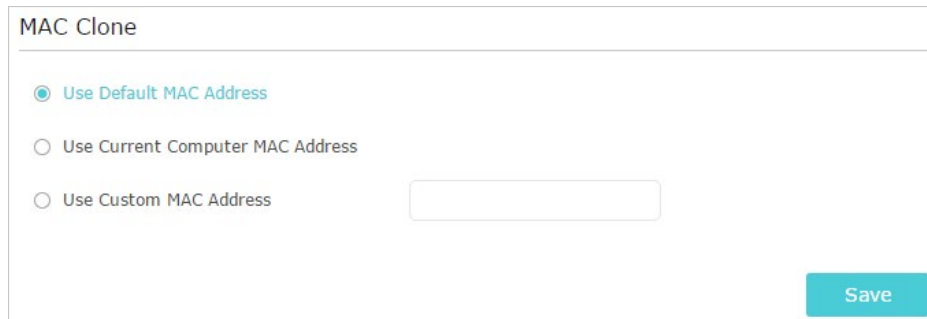 MAC Clone
Use Default MAC Address
Use Current Computer MAC Address
Use Custom MAC Address
Save